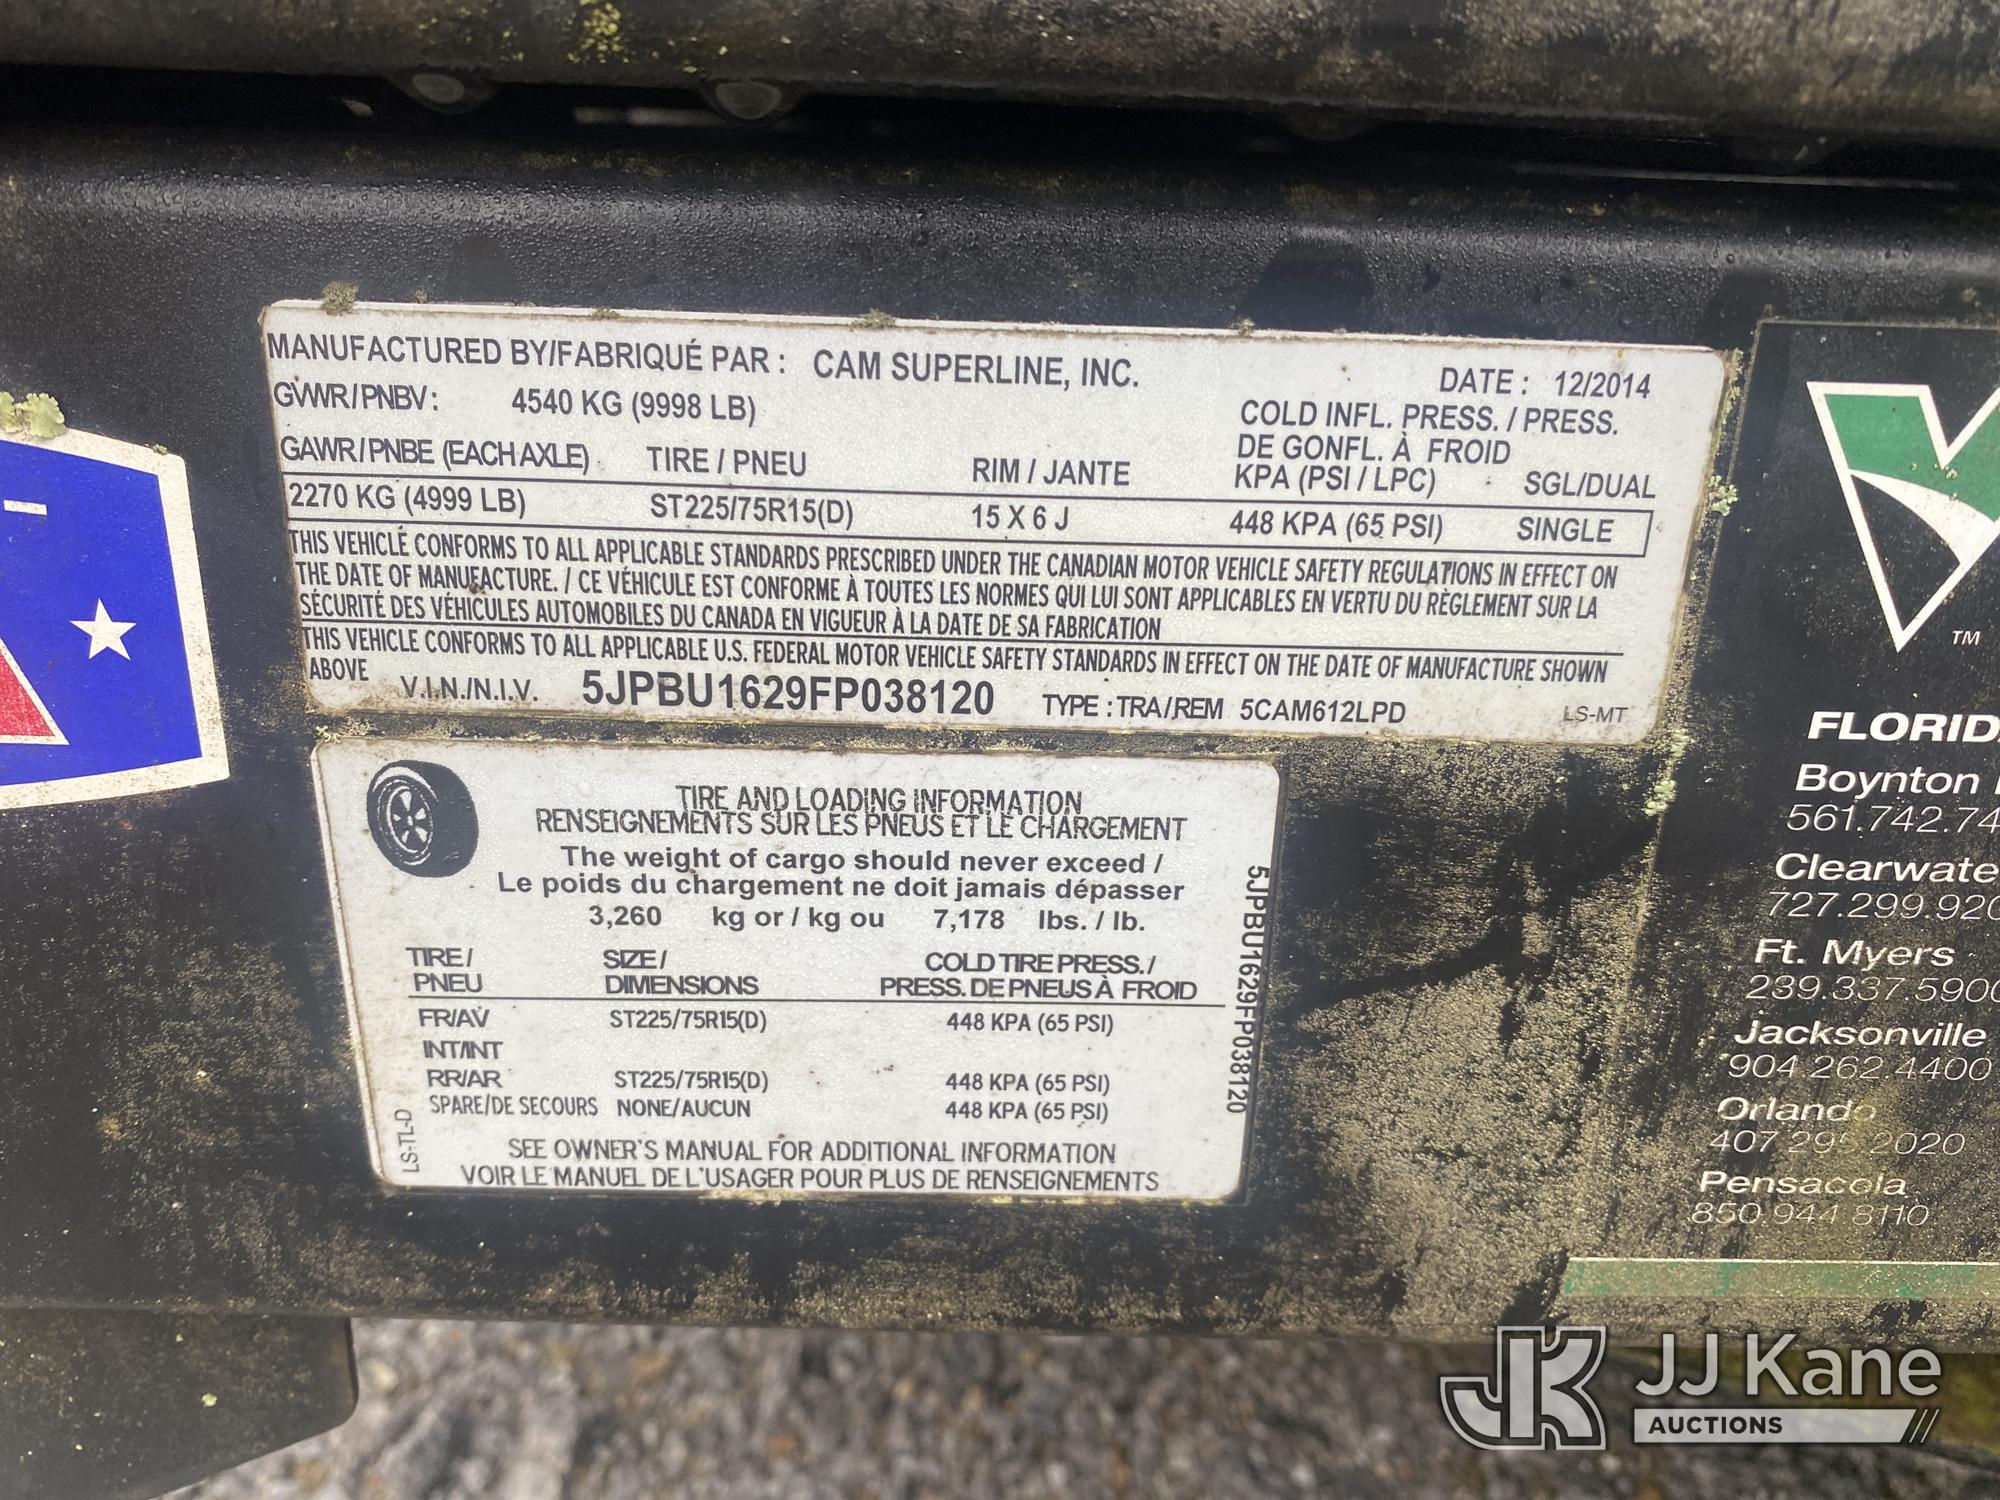 MANUFACTURED BY/FABRIQUÉ PAR : CAM SUPERLINE, INC. DATE : 12/2014
GVWR/PNBV : 4540 KG (9998 LB)
COLD INFL. PRESS. / PRESS.
DE GONFL. À FROID
GAWR/PNBE (EACH AXLE) TIRE / PNEU RIM / JANTE KPA (PSI / LPC) SGL/DUAL
2270 KG (4999 LB) ST225/75R15(D) 15 X 6 J 448 KPA (65 PSI) SINGLE
THIS VEHICLE CONFORMS TO ALL APPLICABLE STANDARDS PRESCRIBED UNDER THE CANADIAN MOTOR VEHICLE SAFETY REGULATIONS IN EFFECT ON
THE DATE OF MANUFACTURE. / CE VÉHICULE EST CONFORME À TOUTES LES NORMES QUI LUI SONT APPLICABLES EN VERTU DU RÈGLEMENT SUR LA
SÉCURITÉ DES VÉHICULES AUTOMOBILES DU CANADA EN VIGUEUR À LA DATE DE SA FABRICATION
THIS VEHICLE CONFORMS TO ALL APPLICABLE U.S. FEDERAL MOTOR VEHICLE SAFETY STANDARDS IN EFFECT ON THE DATE OF MANUFACTURE SHOWN
ABOVE
V.I.N./N.I.V. 5JPBU1629FP038120 TYPE : TRA/REM 5CAM612LPD LS-MT
TIRE AND LOADING INFORMATION
RENSEIGNEMENTS SUR LES PNEUS ET LE CHARGEMENT
The weight of cargo should never exceed /
Le poids du chargement ne doit jamais dépasser
3,260 kg or / kg ou 7,178 lbs. / lb.
TIRE / SIZE / COLD TIRE PRESS. /
PNEU DIMENSIONS PRESS. DE PNEUS À FROID
FR/AV ST225/75R15(D) 448 KPA (65 PSI)
INT/INT
RR/AR ST225/75R15(D) 448 KPA (65 PSI)
SPARE/DE SECOURS NONE/AUCUN 448 KPA (65 PSI)
SEE OWNER'S MANUAL FOR ADDITIONAL INFORMATION
VOIR LE MANUEL DE L'USAGER POUR PLUS DE RENSEIGNEMENTS
LS-TL-D
5JPBU1629FP038120
TM
Boynton
561.742.74
727.299.920
Ft. Myers
239.337.5900
Jacksonville
904.262.4400
Orlando
Pensacola
850.944.8110
JJ Kane
AUCTIONS